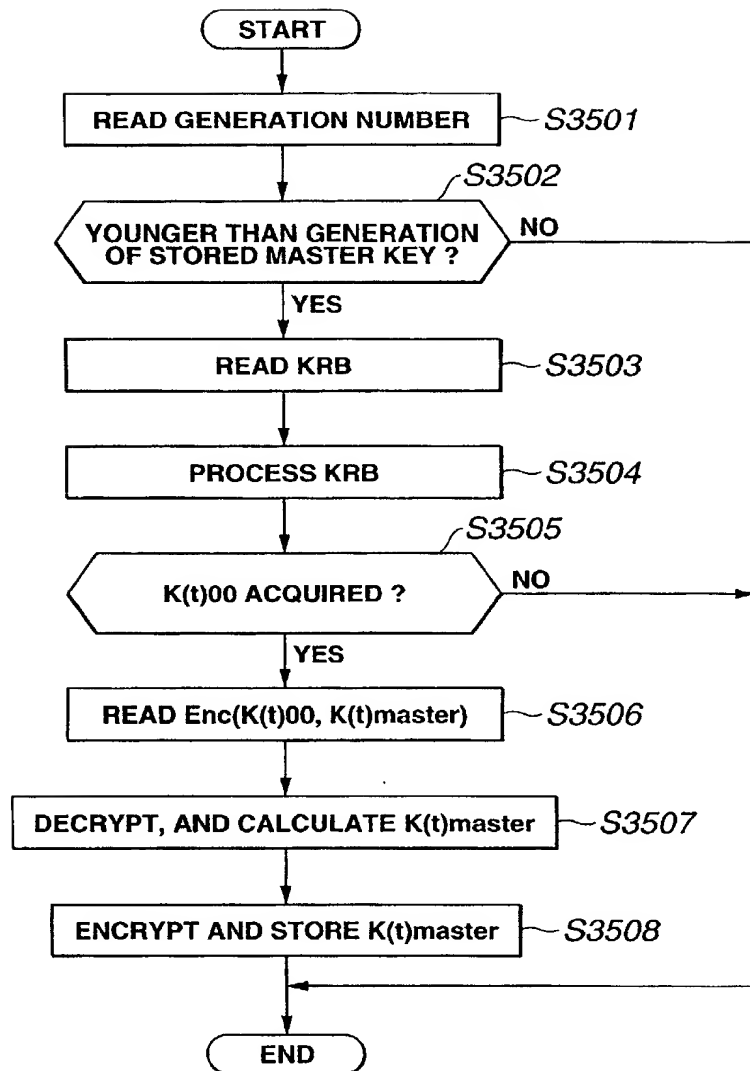 START
READ GENERATION NUMBER
S3501
S3502
YOUNGER THAN GENERATION
OF STORED MASTER KEY ?
NO
YES
READ KRB
S3503
PROCESS KRB
S3504
S3505
K(t)00 ACQUIRED ?
NO
YES
READ Enc(K(t)00, K(t)master)
S3506
DECRYPT, AND CALCULATE K(t)master
S3507
ENCRYPT AND STORE K(t)master
S3508
END